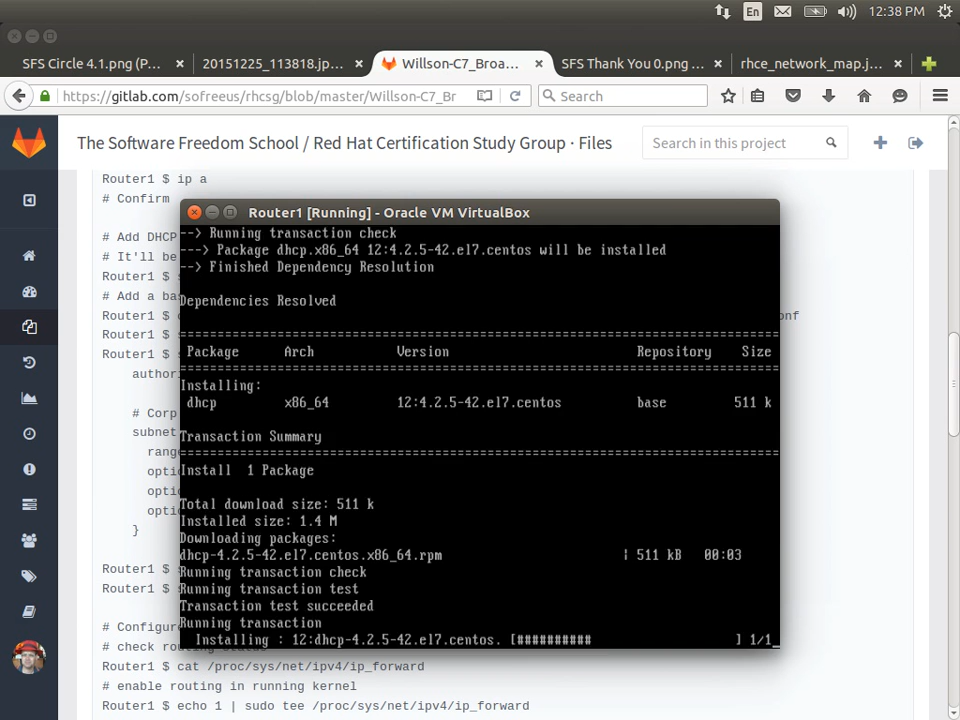 En
12:38 PM
SFS Circle 4.1.png (P... ×
20151225_113818.jp... ×
Willson-C7_Broa... ×
SFS Thank You 0.png ... ×
rhce_network_map.j... ×
https://gitlab.com/sofreeus/rhcsg/blob/master/Willson-C7_Br
Search
The Software Freedom School / Red Hat Certification Study Group · Files
Search in this project
Router1 $ ip a
# Confirm
# Add DHCP
# It'll be
Router1 $ s
# Add a bas
Router1 $ c
nf
Router1 $ s
Router1 $ s
author
# Corp
subnet
range
optio
optio
optio
}
Router1 $
Router1 $
# Configur
# check routing status
Router1 $ cat /proc/sys/net/ipv4/ip_forward
# enable routing in running kernel
Router1 $ echo 1 | sudo tee /proc/sys/net/ipv4/ip_forward
Router1 [Running] - Oracle VM VirtualBox
--> Running transaction check
---> Package dhcp.x86_64 12:4.2.5-42.el7.centos will be installed
--> Finished Dependency Resolution
Dependencies Resolved
================================================================================
Package Arch Version Repository Size
================================================================================
Installing:
dhcp x86_64 12:4.2.5-42.el7.centos base 511 k
Transaction Summary
================================================================================
Install 1 Package
Total download size: 511 k
Installed size: 1.4 M
Downloading packages:
dhcp-4.2.5-42.el7.centos.x86_64.rpm | 511 kB 00:03
Running transaction check
Running transaction test
Transaction test succeeded
Running transaction
Installing : 12:dhcp-4.2.5-42.el7.centos. [########## ] 1/1_